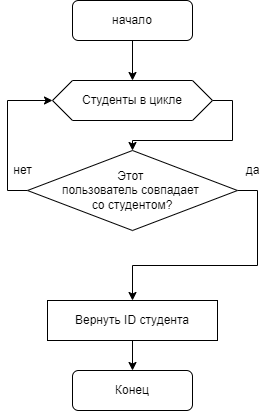 начало
Студенты в цикле
Этот
пользователь совпадает
со студентом?
нет
да
Вернуть ID студента
Конец